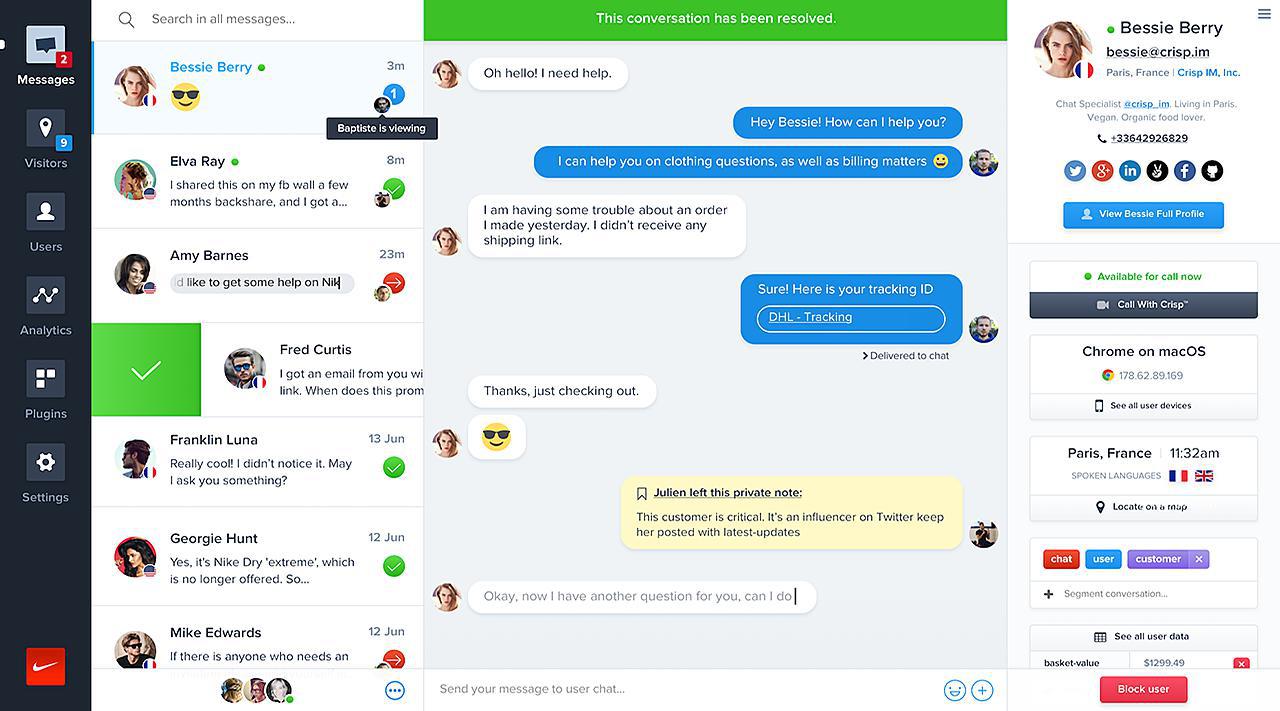 2
Messages
9
Visitors
Users
Analytics
Plugins
Settings
Search in all messages...
Bessie Berry
3m
1
Baptiste is viewing
Elva Ray
8m
I shared this on my fb wall a few
months backshare, and I got a...
Amy Barnes
23m
d like to get some help on Nik
Fred Curtis
I got an email from you wi
link. When does this prom
Franklin Luna
13 Jun
Really cool! I didn't notice it. May
I ask you something?
Georgie Hunt
12 Jun
Yes, it's Nike Dry 'extreme', which
is no longer offered. So...
Mike Edwards
12 Jun
If there is anyone who needs an
This conversation has been resolved.
Oh hello! I need help.
Hey Bessie! How can I help you?
I can help you on clothing questions, as well as billing matters 😀
I am having some trouble about an order
I made yesterday. I didn't receive any
shipping link.
Sure! Here is your tracking ID
DHL - Tracking
Delivered to chat
Thanks, just checking out.
Julien left this private note:
This customer is critical. It's an influencer on Twitter keep
her posted with latest-updates
Okay, now I have another question for you, can I do
Send your message to user chat...
Bessie Berry
bessie@crisp.im
Paris, France | Crisp IM, Inc.
Chat Specialist @crisp_im. Living in Paris.
Vegan. Organic food lover.
+33642926829
View Bessie Full Profile
Available for call now
Call With Crisp™
Chrome on macOS
178.62.89.169
See all user devices
Paris, France | 11:32am
SPOKEN LANGUAGES
Locate on a map
chat user customer ×
+ Segment conversation...
See all user data
basket-value $1299.49
Block user